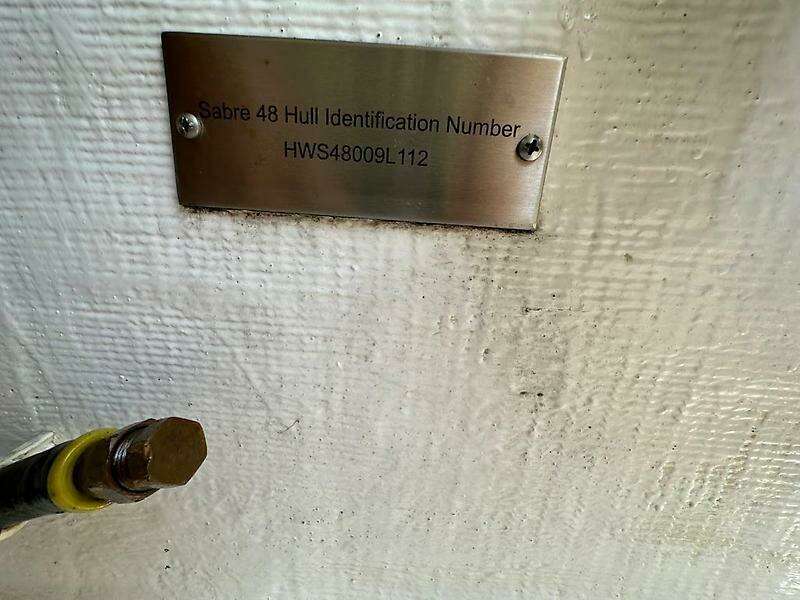 Sabre 48 Hull Identification Number
HWS48009L112